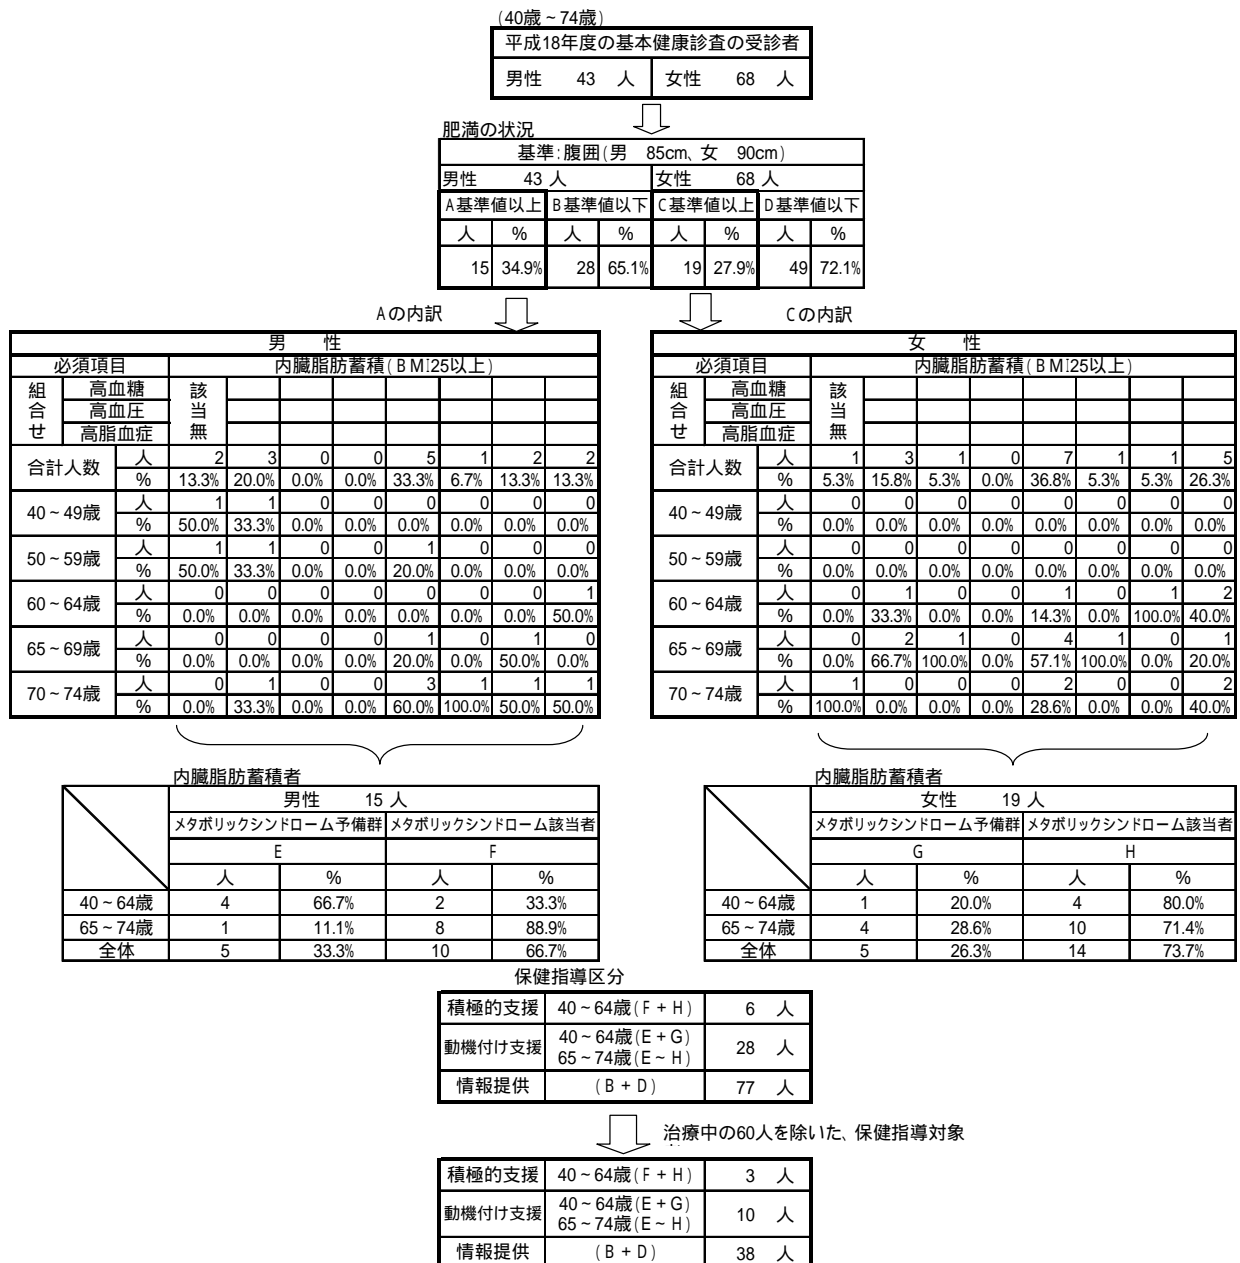 (40歳~74歳)
平成18年度の基本健康診査の受診者
男性 43 人 女性 68 人
肥満の状況
基準:腹囲(男 85cm、女 90cm)
男性 43 人 女性 68 人
A基準値以上 B基準値以下 C基準値以上 D基準値以下
人 % 人 % 人 % 人 %
15 34.9% 28 65.1% 19 27.9% 49 72.1%
Aの内訳
男 性
必須項目 内臓脂肪蓄積(BMI25以上)
組合せ 高血糖 該当無
高血圧
高脂血症
合計人数 人 2 3 0 0 5 1 2 2
% 13.3% 20.0% 0.0% 0.0% 33.3% 6.7% 13.3% 13.3%
40~49歳 人 1 1 0 0 0 0 0 0
% 50.0% 33.3% 0.0% 0.0% 0.0% 0.0% 0.0% 0.0%
50~59歳 人 1 1 0 0 1 0 0 0
% 50.0% 33.3% 0.0% 0.0% 20.0% 0.0% 0.0% 0.0%
60~64歳 人 0 0 0 0 0 0 0 1
% 0.0% 0.0% 0.0% 0.0% 0.0% 0.0% 0.0% 50.0%
65~69歳 人 0 0 0 0 1 0 1 0
% 0.0% 0.0% 0.0% 0.0% 20.0% 0.0% 50.0% 0.0%
70~74歳 人 0 1 0 0 3 1 1 1
% 0.0% 33.3% 0.0% 0.0% 60.0% 100.0% 50.0% 50.0%
Cの内訳
女 性
必須項目 内臓脂肪蓄積(BMI25以上)
組合せ 高血糖 該当無
高血圧
高脂血症
合計人数 人 1 3 1 0 7 1 1 5
% 5.3% 15.8% 5.3% 0.0% 36.8% 5.3% 5.3% 26.3%
40~49歳 人 0 0 0 0 0 0 0 0
% 0.0% 0.0% 0.0% 0.0% 0.0% 0.0% 0.0% 0.0%
50~59歳 人 0 0 0 0 0 0 0 0
% 0.0% 0.0% 0.0% 0.0% 0.0% 0.0% 0.0% 0.0%
60~64歳 人 0 1 0 0 1 0 1 2
% 0.0% 33.3% 0.0% 0.0% 14.3% 0.0% 100.0% 40.0%
65~69歳 人 0 2 1 0 4 1 0 1
% 0.0% 66.7% 100.0% 0.0% 57.1% 100.0% 0.0% 20.0%
70~74歳 人 1 0 0 0 2 0 0 2
% 100.0% 0.0% 0.0% 0.0% 28.6% 0.0% 0.0% 40.0%
内臓脂肪蓄積者
男性 15 人
メタボリックシンドローム予備群 メタボリックシンドローム該当者
E F
人 % 人 %
40~64歳 4 66.7% 2 33.3%
65~74歳 1 11.1% 8 88.9%
全体 5 33.3% 10 66.7%
内臓脂肪蓄積者
女性 19 人
メタボリックシンドローム予備群 メタボリックシンドローム該当者
G H
人 % 人 %
40~64歳 1 20.0% 4 80.0%
65~74歳 4 28.6% 10 71.4%
全体 5 26.3% 14 73.7%
保健指導区分
積極的支援 40~64歳(F+H) 6 人
動機付け支援 40~64歳(E+G) 28 人
65~74歳(E~H)
情報提供 (B+D) 77 人
治療中の60人を除いた、保健指導対象
積極的支援 40~64歳(F+H) 3 人
動機付け支援 40~64歳(E+G) 10 人
65~74歳(E~H)
情報提供 (B+D) 38 人